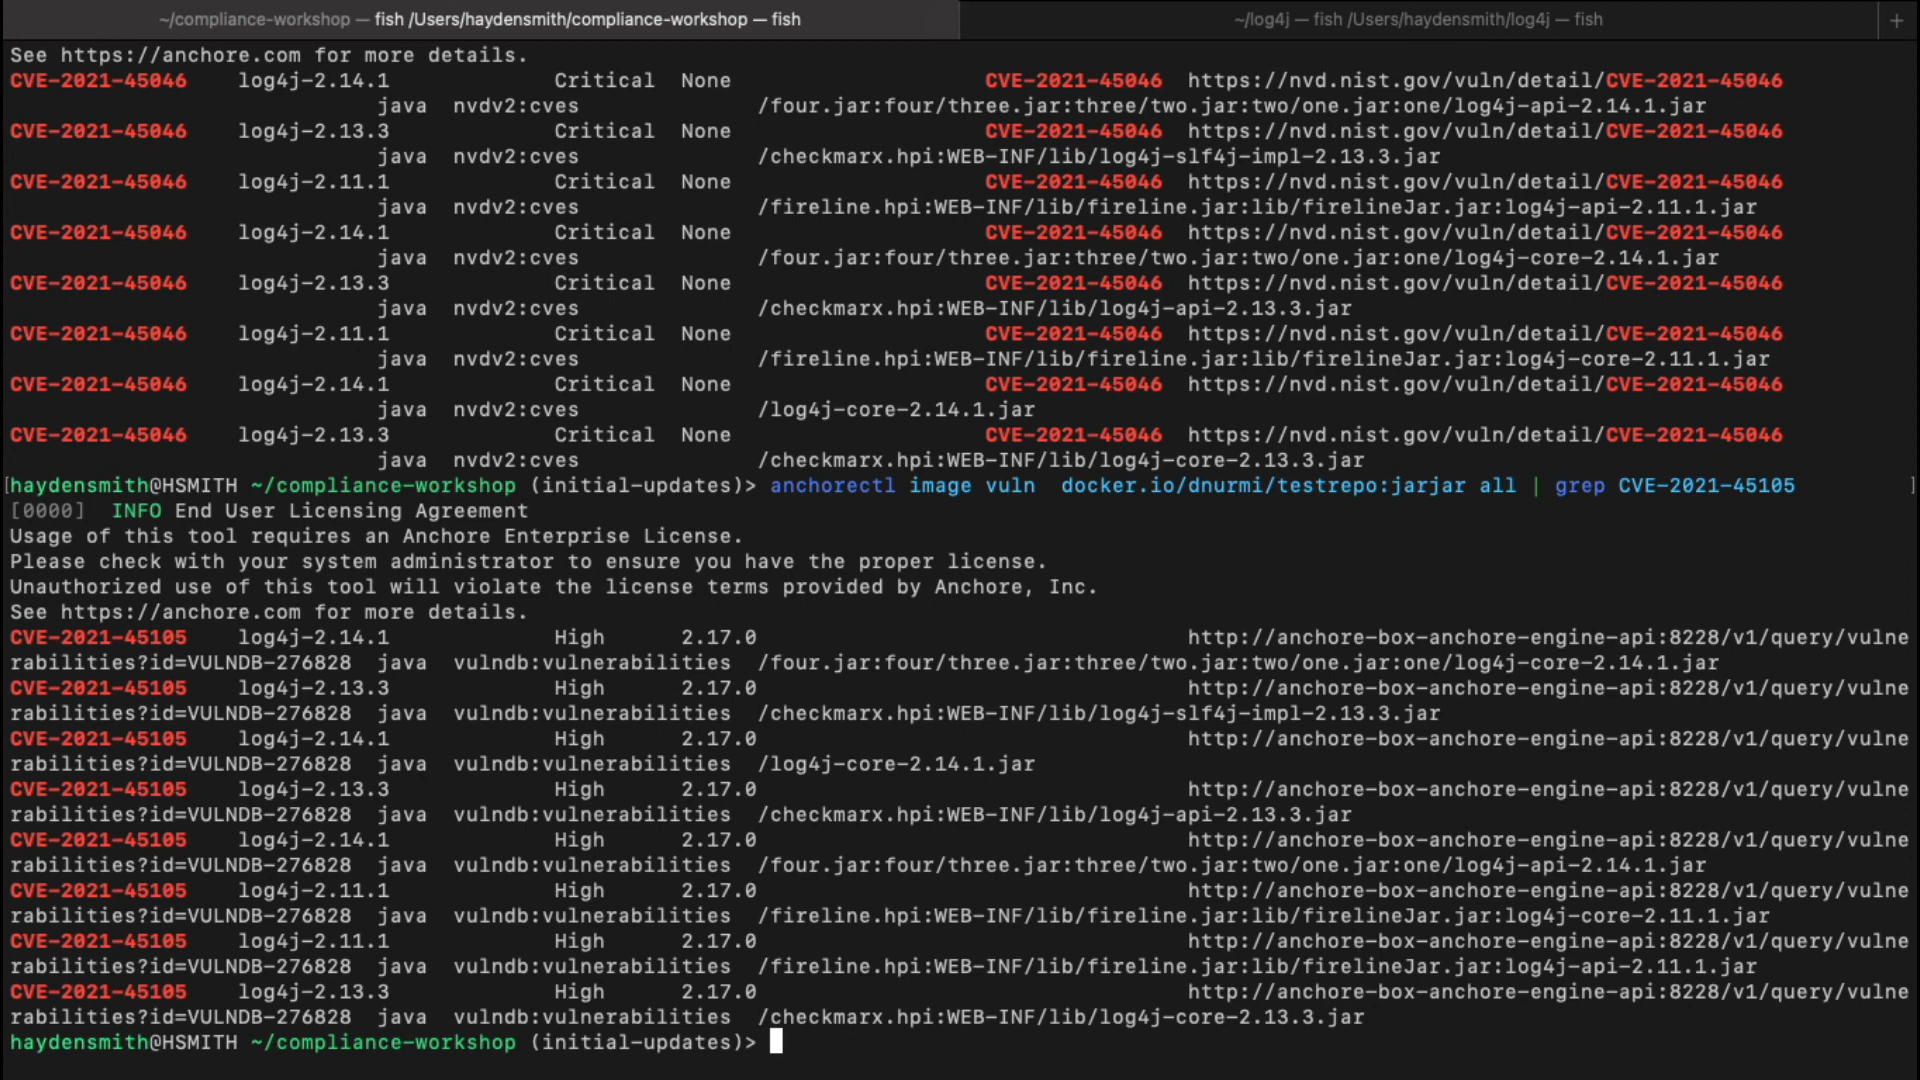 ~/compliance-workshop — fish /Users/haydensmith/compliance-workshop — fish
~/log4j — fish /Users/haydensmith/log4j — fish
+
See https://anchore.com for more details.
CVE-2021-45046 log4j-2.14.1 Critical None CVE-2021-45046 https://nvd.nist.gov/vuln/detail/CVE-2021-45046
java nvdv2:cves /four.jar:four/three.jar:three/two.jar:two/one.jar:one/log4j-api-2.14.1.jar
CVE-2021-45046 log4j-2.13.3 Critical None CVE-2021-45046 https://nvd.nist.gov/vuln/detail/CVE-2021-45046
java nvdv2:cves /checkmarx.hpi:WEB-INF/lib/log4j-slf4j-impl-2.13.3.jar
CVE-2021-45046 log4j-2.11.1 Critical None CVE-2021-45046 https://nvd.nist.gov/vuln/detail/CVE-2021-45046
java nvdv2:cves /fireline.hpi:WEB-INF/lib/fireline.jar:lib/firelineJar.jar:log4j-api-2.11.1.jar
CVE-2021-45046 log4j-2.14.1 Critical None CVE-2021-45046 https://nvd.nist.gov/vuln/detail/CVE-2021-45046
java nvdv2:cves /four.jar:four/three.jar:three/two.jar:two/one.jar:one/log4j-core-2.14.1.jar
CVE-2021-45046 log4j-2.13.3 Critical None CVE-2021-45046 https://nvd.nist.gov/vuln/detail/CVE-2021-45046
java nvdv2:cves /checkmarx.hpi:WEB-INF/lib/log4j-api-2.13.3.jar
CVE-2021-45046 log4j-2.11.1 Critical None CVE-2021-45046 https://nvd.nist.gov/vuln/detail/CVE-2021-45046
java nvdv2:cves /fireline.hpi:WEB-INF/lib/fireline.jar:lib/firelineJar.jar:log4j-core-2.11.1.jar
CVE-2021-45046 log4j-2.14.1 Critical None CVE-2021-45046 https://nvd.nist.gov/vuln/detail/CVE-2021-45046
java nvdv2:cves /log4j-core-2.14.1.jar
CVE-2021-45046 log4j-2.13.3 Critical None CVE-2021-45046 https://nvd.nist.gov/vuln/detail/CVE-2021-45046
java nvdv2:cves /checkmarx.hpi:WEB-INF/lib/log4j-core-2.13.3.jar
[haydensmith@HSMITH ~/compliance-workshop (initial-updates)> anchorectl image vuln docker.io/dnurmi/testrepo:jarjar all | grep CVE-2021-45105 ]
[0000] INFO End User Licensing Agreement
Usage of this tool requires an Anchore Enterprise License.
Please check with your system administrator to ensure you have the proper license.
Unauthorized use of this tool will violate the license terms provided by Anchore, Inc.
See https://anchore.com for more details.
CVE-2021-45105 log4j-2.14.1 High 2.17.0 http://anchore-box-anchore-engine-api:8228/v1/query/vulne
rabilities?id=VULNDB-276828 java vulndb:vulnerabilities /four.jar:four/three.jar:three/two.jar:two/one.jar:one/log4j-core-2.14.1.jar
CVE-2021-45105 log4j-2.13.3 High 2.17.0 http://anchore-box-anchore-engine-api:8228/v1/query/vulne
rabilities?id=VULNDB-276828 java vulndb:vulnerabilities /checkmarx.hpi:WEB-INF/lib/log4j-slf4j-impl-2.13.3.jar
CVE-2021-45105 log4j-2.14.1 High 2.17.0 http://anchore-box-anchore-engine-api:8228/v1/query/vulne
rabilities?id=VULNDB-276828 java vulndb:vulnerabilities /log4j-core-2.14.1.jar
CVE-2021-45105 log4j-2.13.3 High 2.17.0 http://anchore-box-anchore-engine-api:8228/v1/query/vulne
rabilities?id=VULNDB-276828 java vulndb:vulnerabilities /checkmarx.hpi:WEB-INF/lib/log4j-api-2.13.3.jar
CVE-2021-45105 log4j-2.14.1 High 2.17.0 http://anchore-box-anchore-engine-api:8228/v1/query/vulne
rabilities?id=VULNDB-276828 java vulndb:vulnerabilities /four.jar:four/three.jar:three/two.jar:two/one.jar:one/log4j-api-2.14.1.jar
CVE-2021-45105 log4j-2.11.1 High 2.17.0 http://anchore-box-anchore-engine-api:8228/v1/query/vulne
rabilities?id=VULNDB-276828 java vulndb:vulnerabilities /fireline.hpi:WEB-INF/lib/fireline.jar:lib/firelineJar.jar:log4j-core-2.11.1.jar
CVE-2021-45105 log4j-2.11.1 High 2.17.0 http://anchore-box-anchore-engine-api:8228/v1/query/vulne
rabilities?id=VULNDB-276828 java vulndb:vulnerabilities /fireline.hpi:WEB-INF/lib/fireline.jar:lib/firelineJar.jar:log4j-api-2.11.1.jar
CVE-2021-45105 log4j-2.13.3 High 2.17.0 http://anchore-box-anchore-engine-api:8228/v1/query/vulne
rabilities?id=VULNDB-276828 java vulndb:vulnerabilities /checkmarx.hpi:WEB-INF/lib/log4j-core-2.13.3.jar
haydensmith@HSMITH ~/compliance-workshop (initial-updates)>